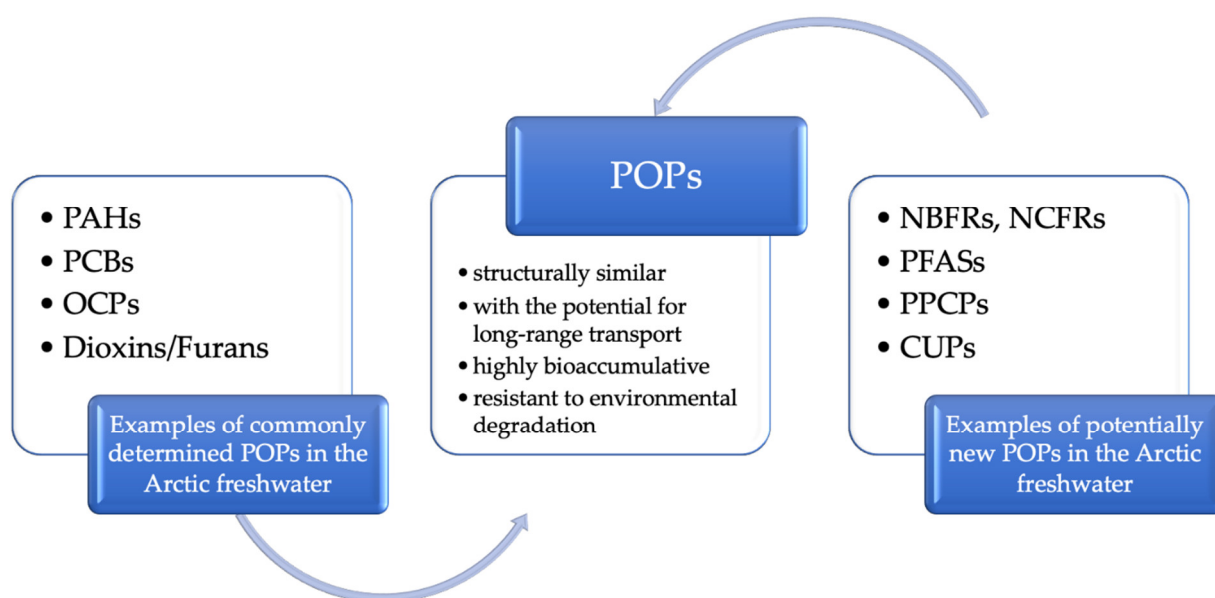 • PAHs
• PCBs
• OCPs
• Dioxins/Furans
Examples of commonly
determined POPs in the
Arctic freshwater
POPs
• structurally similar
• with the potential for
long-range transport
• highly bioaccumulative
• resistant to environmental
degradation
• NBFRs, NCFRs
• PFASs
• PPCPs
• CUPs
Examples of potentially
new POPs in the Arctic
freshwater